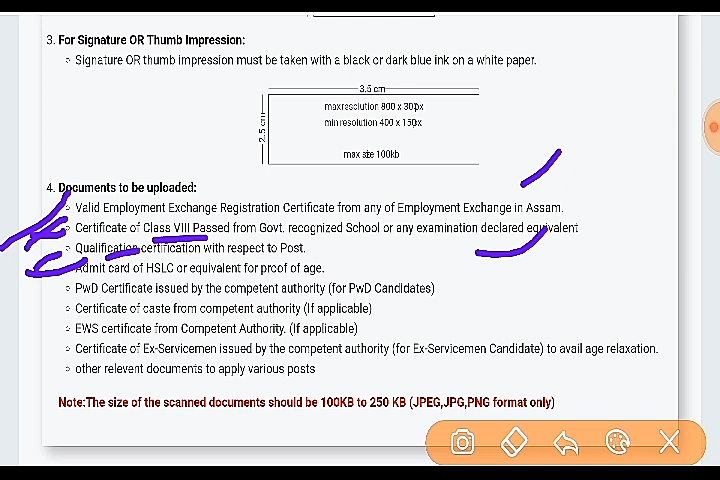 3. For Signature OR Thumb Impression:
Signature OR thumb impression must be taken with a black or dark blue ink on a white paper.
3.5 cm
2.5 cm
max resolution 800 x 300px
min resolution 400 x 150px
max size 100kb
4. Documents to be uploaded:
Valid Employment Exchange Registration Certificate from any of Employment Exchange in Assam.
Certificate of Class VIII Passed from Govt. recognized School or any examination declared equivalent
Qualification certification with respect to Post.
Admit card of HSLC or equivalent for proof of age.
PwD Certificate issued by the competent authority (for PwD Candidates)
Certificate of caste from competent authority (If applicable)
EWS certificate from Competent Authority. (If applicable)
Certificate of Ex-Servicemen issued by the competent authority (for Ex-Servicemen Candidate) to avail age relaxation.
other relevent documents to apply various posts
Note:The size of the scanned documents should be 100KB to 250 KB (JPEG,JPG,PNG format only)